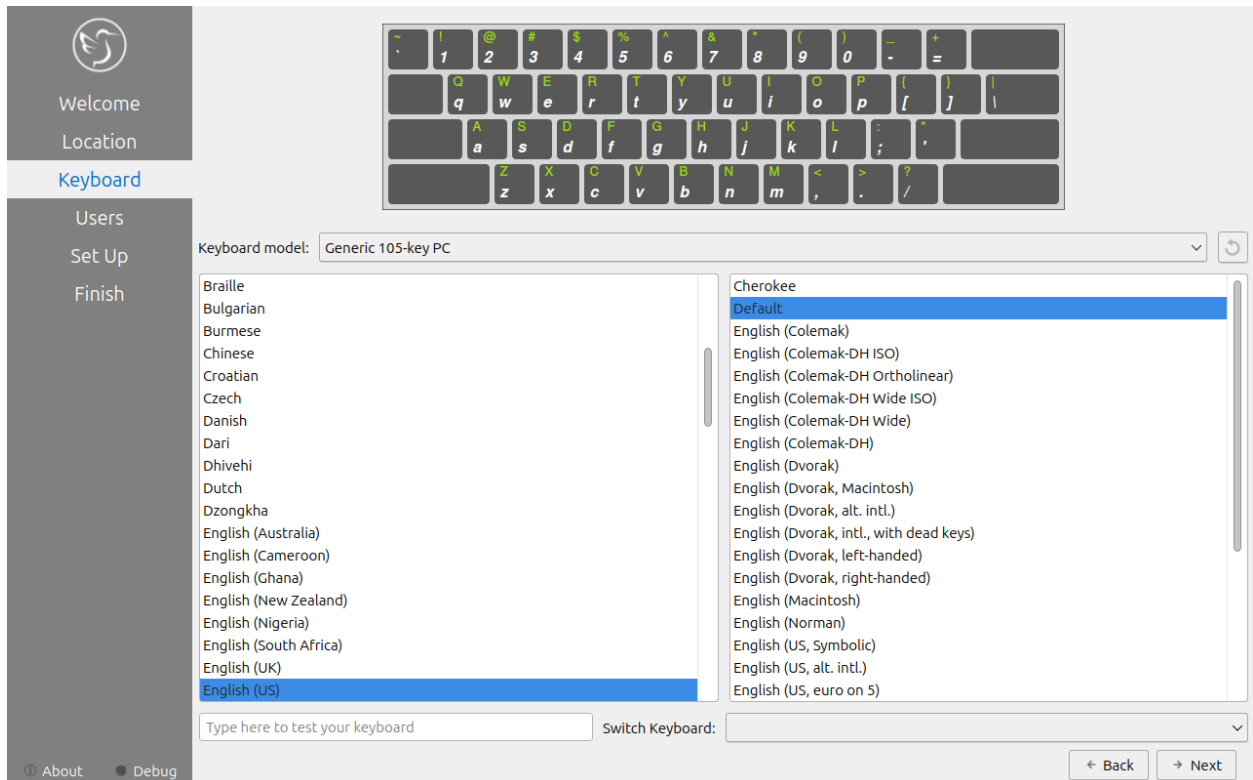 Welcome
Location
Keyboard
Users
Set Up
Finish
About Debug
~ ! @ # $ % ^ & * ( ) _ +
` 1 2 3 4 5 6 7 8 9 0 - =
Q W E R T Y U I O P { } |
q w e r t y u i o p [ ] \
A S D F G H J K L : "
a s d f g h j k l ; '
Z X C V B N M < > ?
z x c v b n m , . /
Keyboard model: Generic 105-key PC
Braille
Bulgarian
Burmese
Chinese
Croatian
Czech
Danish
Dari
Dhivehi
Dutch
Dzongkha
English (Australia)
English (Cameroon)
English (Ghana)
English (New Zealand)
English (Nigeria)
English (South Africa)
English (UK)
English (US)
Cherokee
Default
English (Colemak)
English (Colemak-DH ISO)
English (Colemak-DH Ortholinear)
English (Colemak-DH Wide ISO)
English (Colemak-DH Wide)
English (Colemak-DH)
English (Dvorak)
English (Dvorak, Macintosh)
English (Dvorak, alt. intl.)
English (Dvorak, intl., with dead keys)
English (Dvorak, left-handed)
English (Dvorak, right-handed)
English (Macintosh)
English (Norman)
English (US, Symbolic)
English (US, alt. intl.)
English (US, euro on 5)
Type here to test your keyboard
Switch Keyboard:
Back
Next